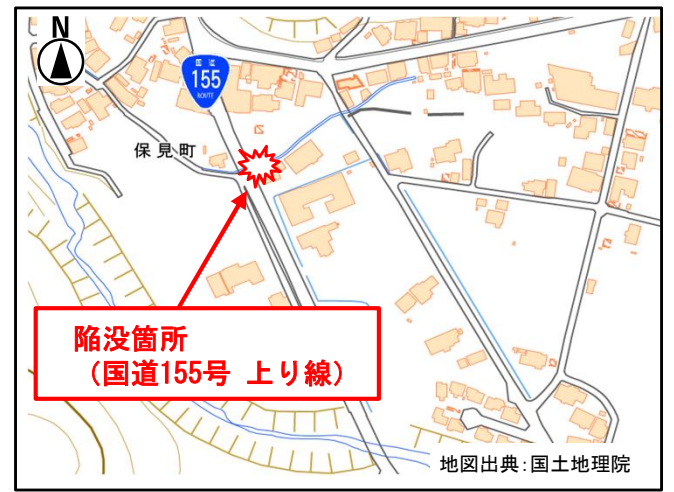 N
国道
155
ROUTE
保見町
陥没箇所
（国道155号 上り線）
地図出典：国土地理院